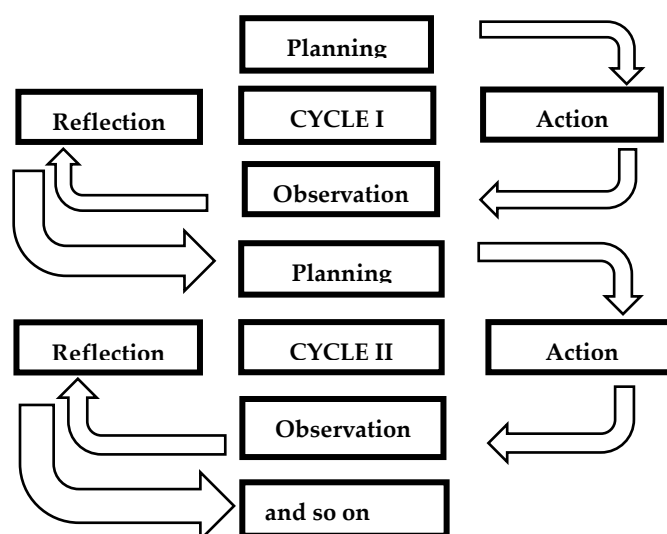 Planning
Reflection
CYCLE I
Action
Observation
Planning
Reflection
CYCLE II
Action
Observation
and so on